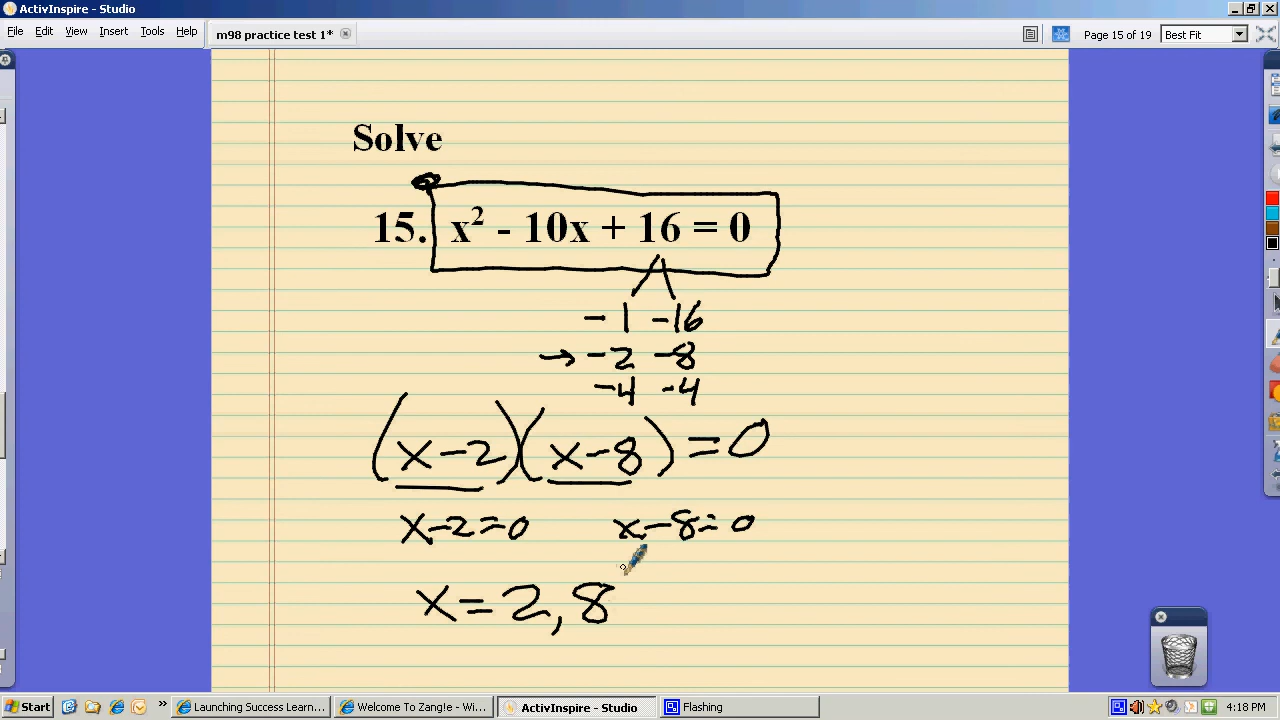 ActivInspire - Studio
File Edit View Insert Tools Help
m98 practice test 1*
Page 15 of 19
Best Fit
Solve
15. x² - 10x + 16 = 0
-1 -16
→ -2 -8
-4 -4
(x-2)(x-8)=0
x-2=0 x-8=0
x=2,8
Start » Launching Success Learn... Welcome To Zang!e - Wi... ActivInspire - Studio Flashing 4:18 PM